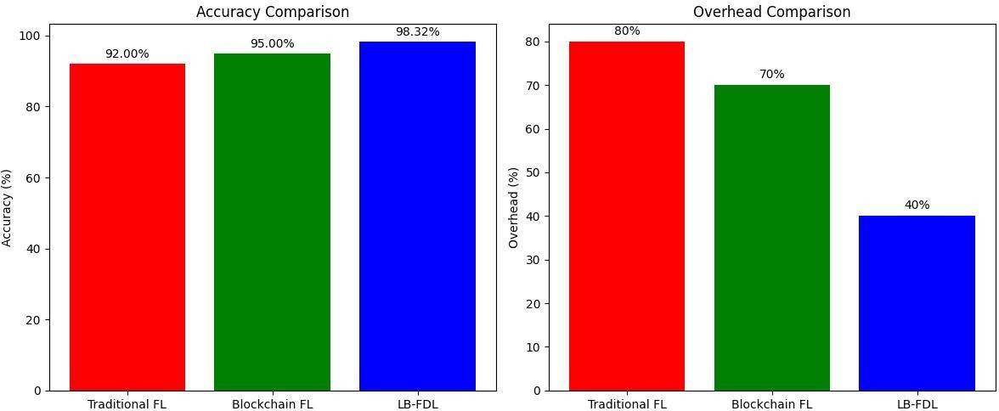 Accuracy Comparison
100
80
60
40
20
0
Accuracy (%)
92.00%
95.00%
98.32%
Traditional FL
Blockchain FL
LB-FDL
Overhead Comparison
80
70
60
50
40
30
20
10
0
Overhead (%)
80%
70%
40%
Traditional FL
Blockchain FL
LB-FDL